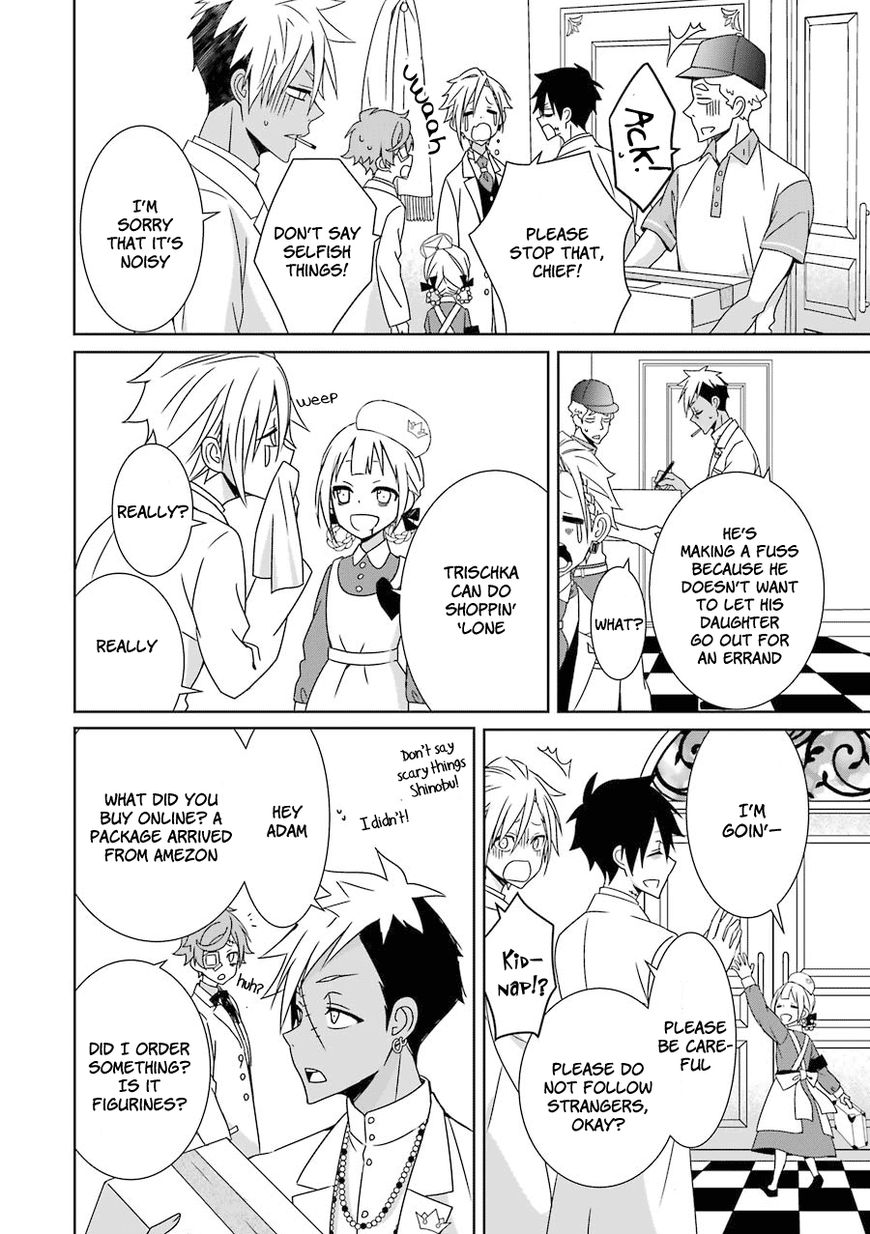 ACK!
PLEASE
STOP THAT,
CHIEF!
uwaah
DON'T SAY
SELFISH
THINGS!
I'M
SORRY
THAT IT'S
NOISY
HE'S
MAKING A FUSS
BECAUSE HE
DOESN'T WANT
TO LET HIS
DAUGHTER
GO OUT FOR
AN ERRAND
WHAT?
TRISCHKA
CAN DO
SHOPPIN'
'LONE
weep
REALLY?
REALLY
I'M
GOIN'–
PLEASE
BE CARE-
FUL
PLEASE DO
NOT FOLLOW
STRANGERS,
OKAY?
KID-
NAP!?
Don't say
scary things
Shinobu!
I didn't!
HEY
ADAM
WHAT DID YOU
BUY ONLINE? A
PACKAGE ARRIVED
FROM AMEZON
huh?
DID I ORDER
SOMETHING?
IS IT
FIGURINES?